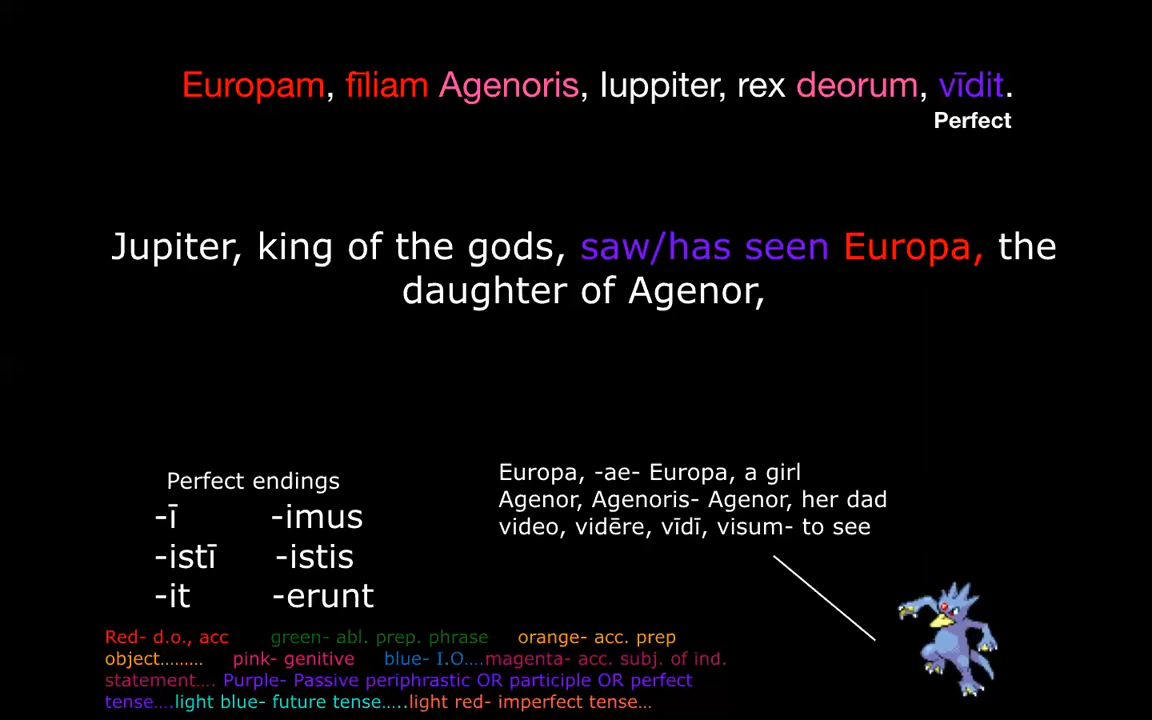 Europam, fīliam Agenoris, Iuppiter, rex deorum, vīdit.
Perfect
Jupiter, king of the gods, saw/has seen Europa, the
daughter of Agenor,
Perfect endings
-ī -imus
-istī -istis
-it -erunt
Europa, -ae- Europa, a girl
Agenor, Agenoris- Agenor, her dad
video, vidēre, vīdī, visum- to see
Red- d.o., acc green- abl. prep. phrase orange- acc. prep
object......... pink- genitive blue- I.O....magenta- acc. subj. of ind.
statement.... Purple- Passive periphrastic OR participle OR perfect
tense....light blue- future tense.....light red- imperfect tense...